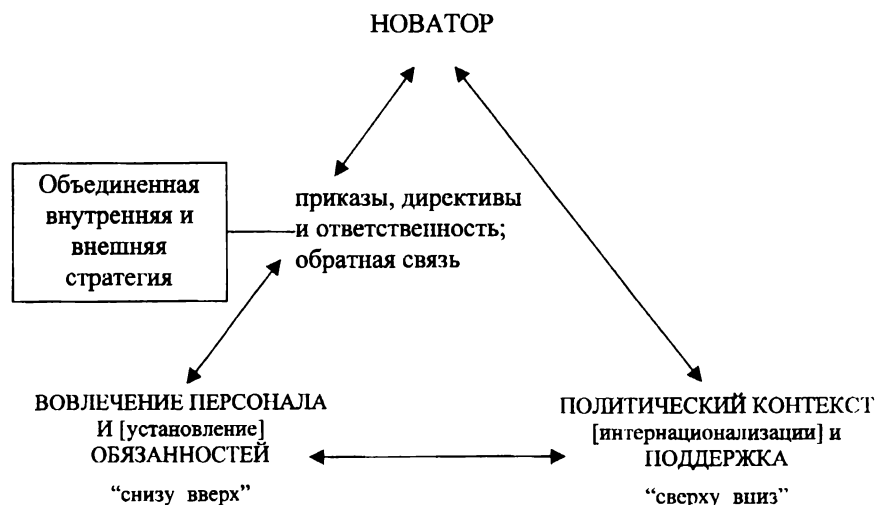 НОВАТОР
Объединенная
внутренняя и
внешняя
стратегия
приказы, директивы
и ответственность;
обратная связь
ВОВЛЕЧЕНИЕ ПЕРСОНАЛА
И [установление]
ОБЯЗАННОСТЕЙ
“снизу вверх”
ПОЛИТИЧЕСКИЙ КОНТЕКСТ
[интернационализации] и
ПОДДЕРЖКА
“сверху вниз”